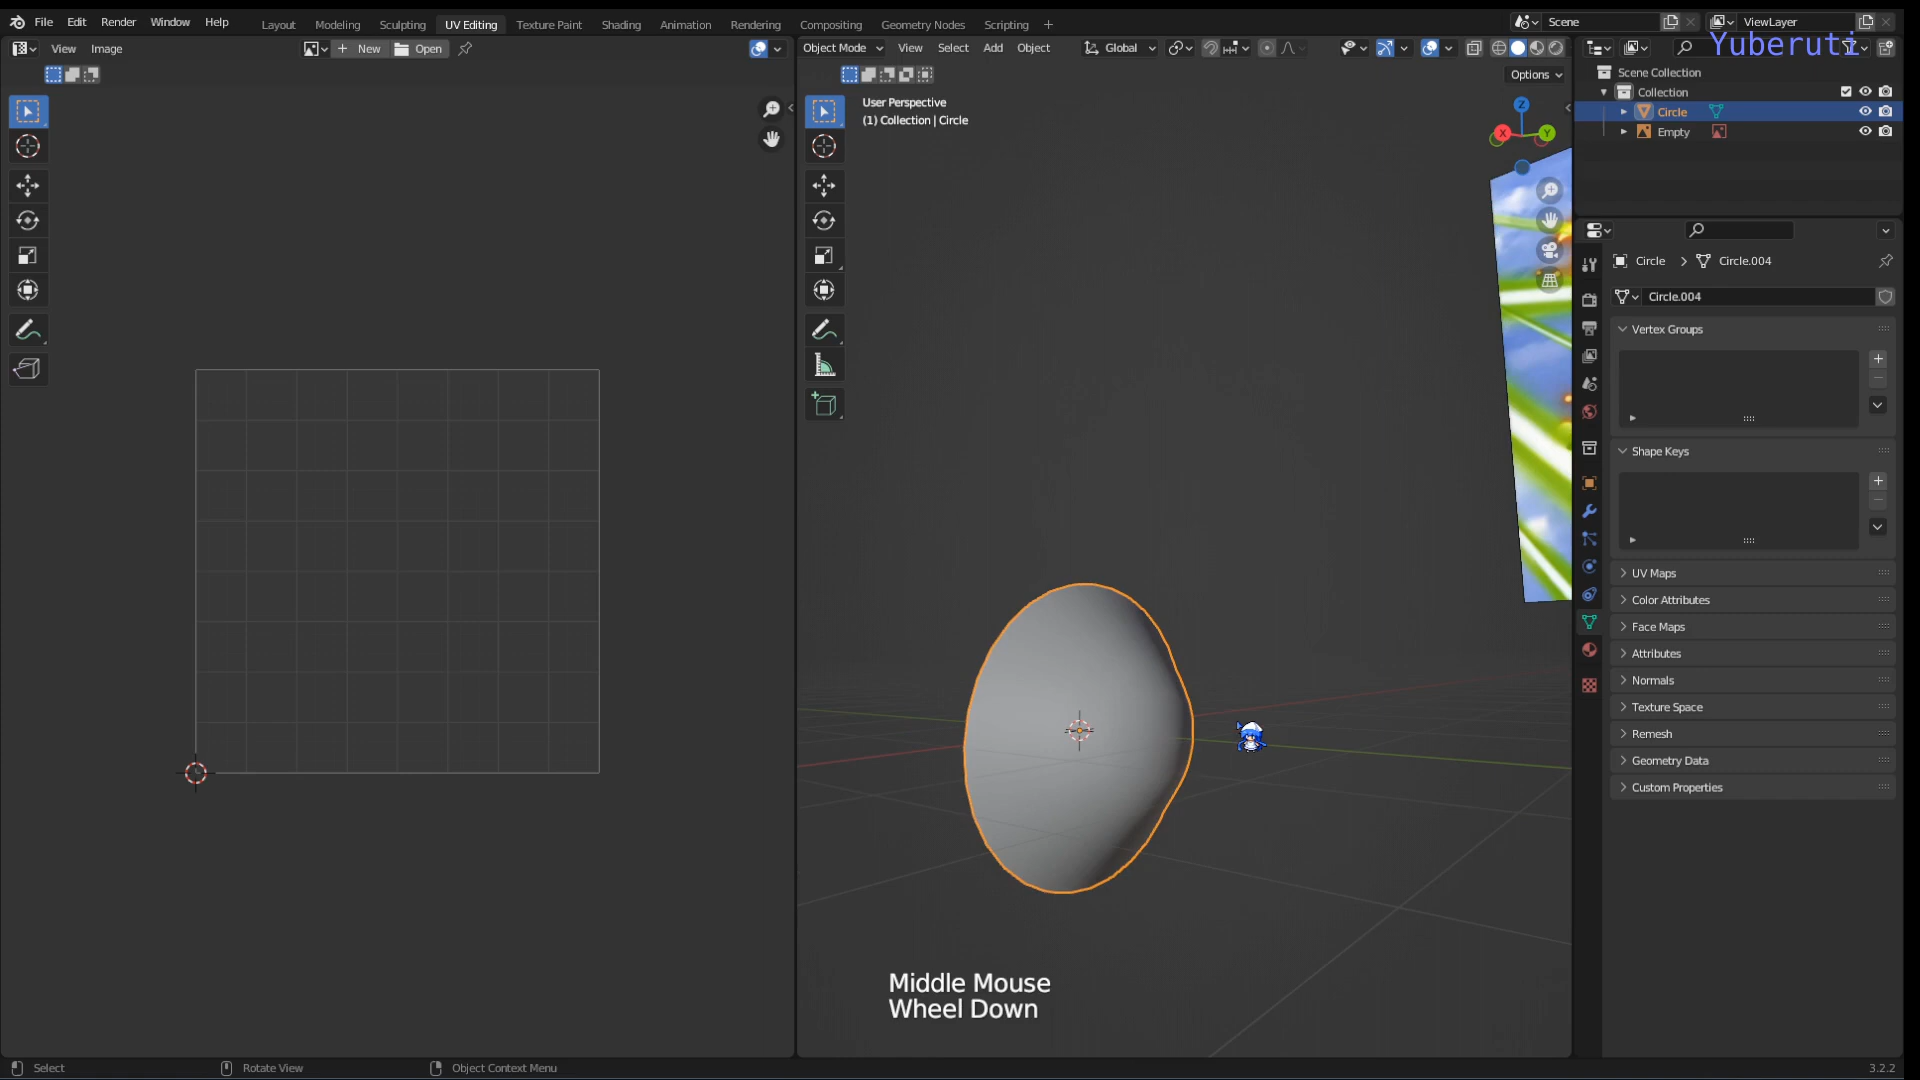 File Edit Render Window Help Layout Modeling Sculpting UV Editing Texture Paint Shading Animation Rendering Compositing Geometry Nodes Scripting + Scene ViewLayer
Yuberuti
View Image New Open
Object Mode View Select Add Object Global
Options
User Perspective
(1) Collection | Circle
Z
X
Y
Scene Collection
Collection
Circle
Empty
Circle > Circle.004
Circle.004
Vertex Groups
Shape Keys
UV Maps
Color Attributes
Face Maps
Attributes
Normals
Texture Space
Remesh
Geometry Data
Custom Properties
Middle Mouse
Wheel Down
Select Rotate View Object Context Menu 3.2.2